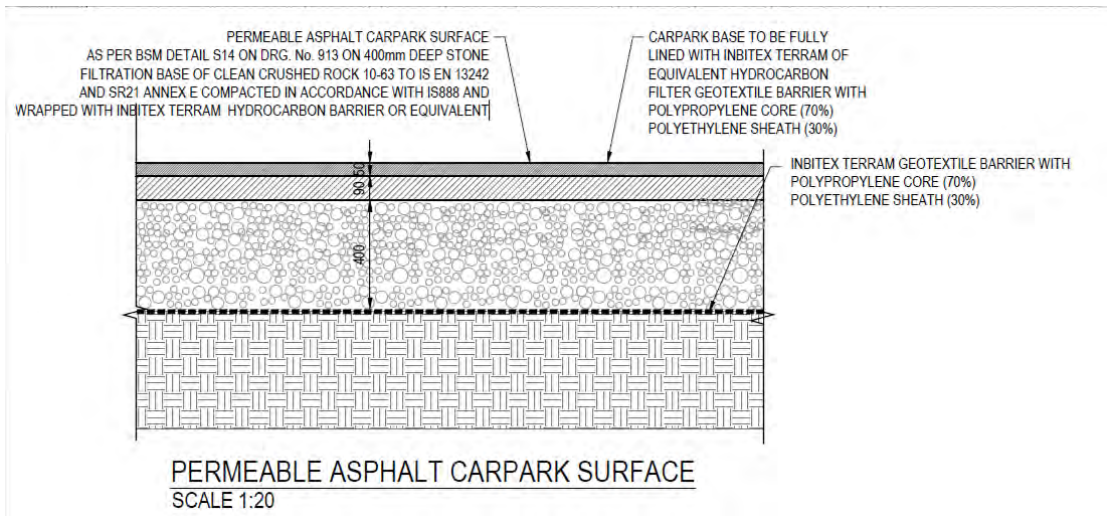 PERMEABLE ASPHALT CARPARK SURFACE
AS PER BSM DETAIL S14 ON DRG. No. 913 ON 400mm DEEP STONE
FILTRATION BASE OF CLEAN CRUSHED ROCK 10-63 TO IS EN 13242
AND SR21 ANNEX E COMPACTED IN ACCORDANCE WITH IS888 AND
WRAPPED WITH INBITEX TERRAM HYDROCARBON BARRIER OR EQUIVALENT
CARPARK BASE TO BE FULLY
LINED WITH INBITEX TERRAM OF
EQUIVALENT HYDROCARBON
FILTER GEOTEXTILE BARRIER WITH
POLYPROPYLENE CORE (70%)
POLYETHYLENE SHEATH (30%)
INBITEX TERRAM GEOTEXTILE BARRIER WITH
POLYPROPYLENE CORE (70%)
POLYETHYLENE SHEATH (30%)
50
90
400
PERMEABLE ASPHALT CARPARK SURFACE
SCALE 1:20